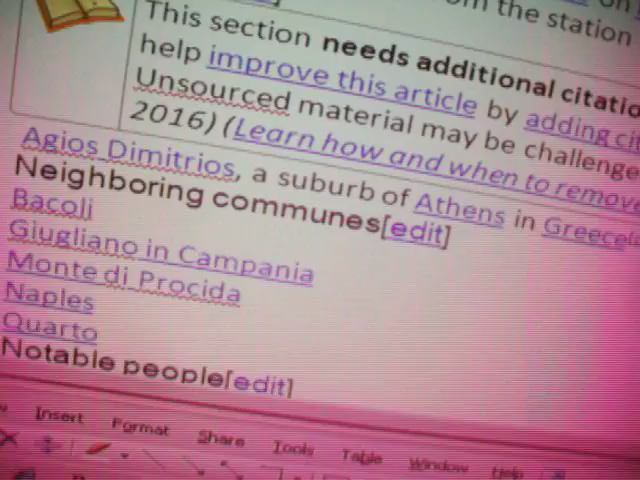 om the station
This section needs additional citatio
help improve this article by adding cit
Unsourced material may be challenge
2016) (Learn how and when to remove
Agios Dimitrios, a suburb of Athens in Greece
Neighboring communes[edit]
Bacoli
Giugliano in Campania
Monte di Procida
Naples
Quarto
Notable people[edit]
Insert Format Share Tools Table Window Help